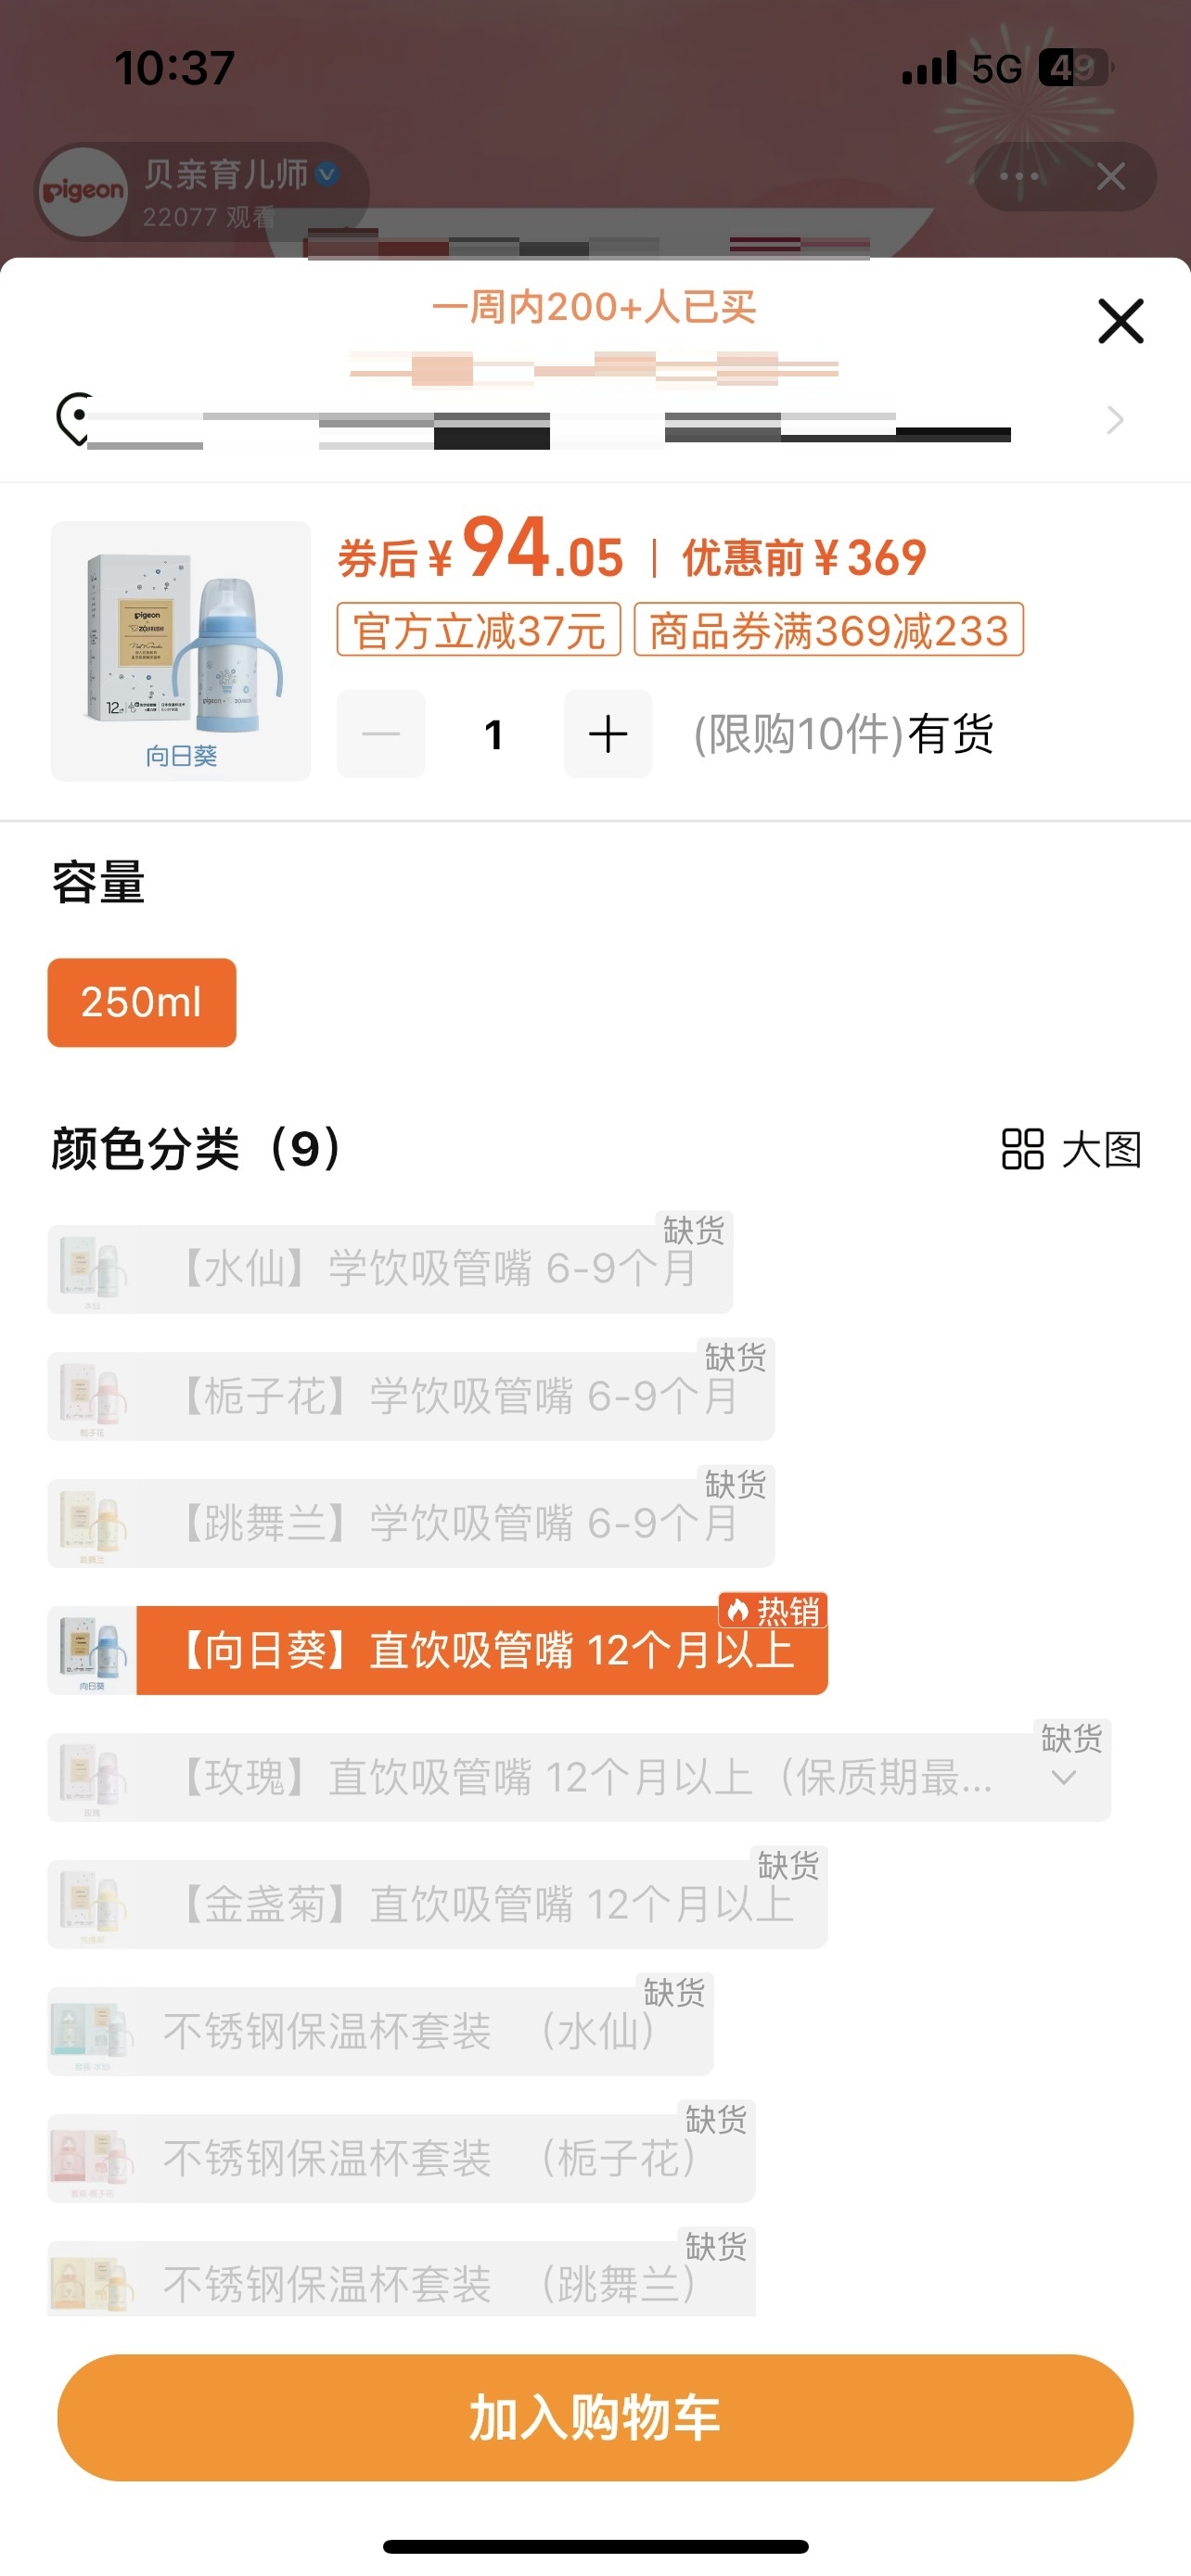 10:37
5G 49
pigeon
贝亲育儿师
22077 观看
一周内200+人已买
券后¥94.05 | 优惠前¥369
官方立减37元 商品券满369减233
1 (限购10件)有货
pigeon
12
向日葵
容量
250ml
颜色分类（9） 大图
缺货
【水仙】学饮吸管嘴 6-9个月
缺货
【栀子花】学饮吸管嘴 6-9个月
缺货
【跳舞兰】学饮吸管嘴 6-9个月
热销
【向日葵】直饮吸管嘴 12个月以上
向日葵
缺货
【玫瑰】直饮吸管嘴 12个月以上（保质期最...
缺货
【金盏菊】直饮吸管嘴 12个月以上
缺货
不锈钢保温杯套装 （水仙）
缺货
不锈钢保温杯套装 （栀子花）
缺货
不锈钢保温杯套装 （跳舞兰）
加入购物车